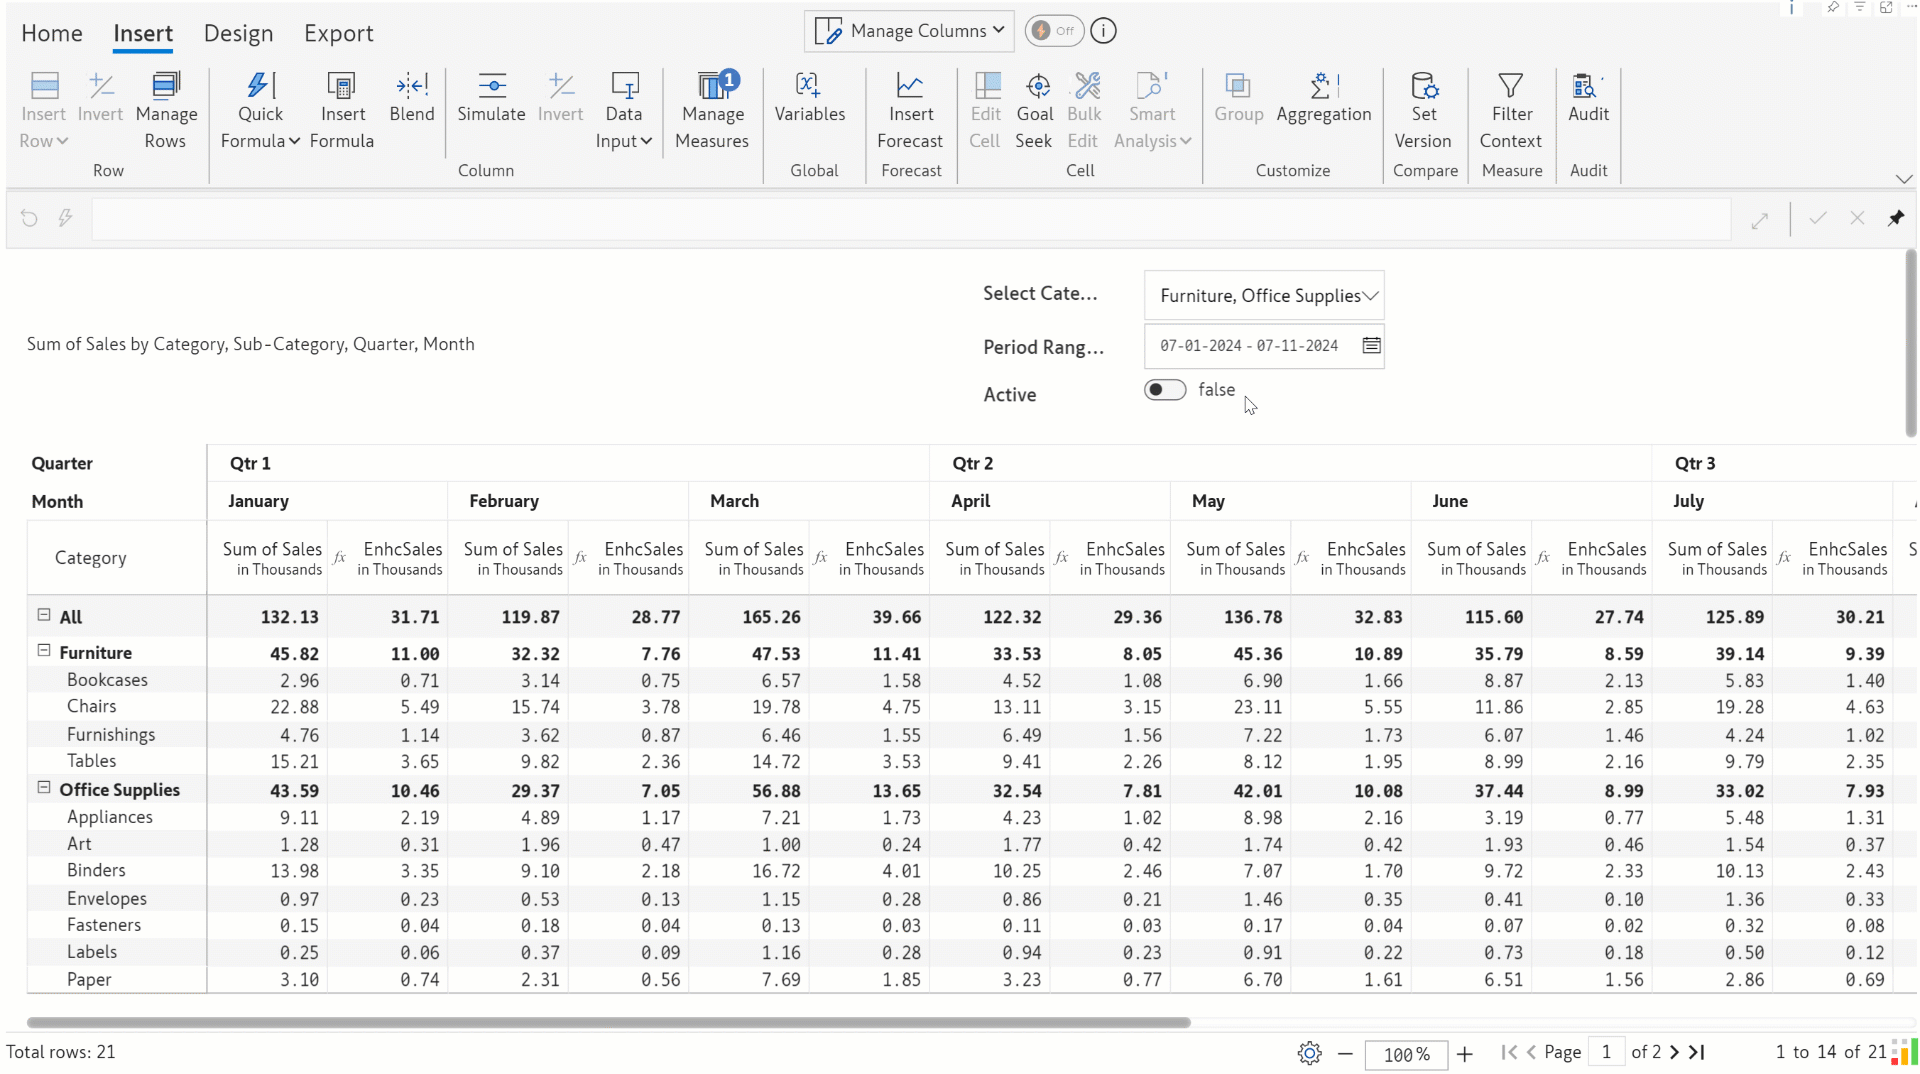 Home Insert Design Export Manage Columns Off
Insert Row Invert Manage Rows Quick Formula Insert Formula Blend Simulate Invert Data Input Manage Measures 1 Variables Insert Forecast Edit Cell Goal Seek Bulk Edit Smart Analysis Group Aggregation Set Version Filter Context Audit
Row Column Global Forecast Cell Customize Compare Measure Audit
Select Cate... Furniture, Office Supplies
Sum of Sales by Category, Sub-Category, Quarter, Month
Period Rang... 07-01-2024 - 07-11-2024
Active false
Quarter Qtr 1 Qtr 2 Qtr 3
Month January February March April May June July
Category Sum of Sales in Thousands fx EnhcSales in Thousands Sum of Sales in Thousands fx EnhcSales in Thousands Sum of Sales in Thousands fx EnhcSales in Thousands Sum of Sales in Thousands fx EnhcSales in Thousands Sum of Sales in Thousands fx EnhcSales in Thousands Sum of Sales in Thousands fx EnhcSales in Thousands Sum of Sales in Thousands fx EnhcSales in Thousands
All 132.13 31.71 119.87 28.77 165.26 39.66 122.32 29.36 136.78 32.83 115.60 27.74 125.89 30.21
Furniture 45.82 11.00 32.32 7.76 47.53 11.41 33.53 8.05 45.36 10.89 35.79 8.59 39.14 9.39
Bookcases 2.96 0.71 3.14 0.75 6.57 1.58 4.52 1.08 6.90 1.66 8.87 2.13 5.83 1.40
Chairs 22.88 5.49 15.74 3.78 19.78 4.75 13.11 3.15 23.11 5.55 11.86 2.85 19.28 4.63
Furnishings 4.76 1.14 3.62 0.87 6.46 1.55 6.49 1.56 7.22 1.73 6.07 1.46 4.24 1.02
Tables 15.21 3.65 9.82 2.36 14.72 3.53 9.41 2.26 8.12 1.95 8.99 2.16 9.79 2.35
Office Supplies 43.59 10.46 29.37 7.05 56.88 13.65 32.54 7.81 42.01 10.08 37.44 8.99 33.02 7.93
Appliances 9.11 2.19 4.89 1.17 7.21 1.73 4.23 1.02 8.98 2.16 3.19 0.77 5.48 1.31
Art 1.28 0.31 1.96 0.47 1.00 0.24 1.77 0.42 1.74 0.42 1.93 0.46 1.54 0.37
Binders 13.98 3.35 9.10 2.18 16.72 4.01 10.25 2.46 7.07 1.70 9.72 2.33 10.13 2.43
Envelopes 0.97 0.23 0.53 0.13 1.15 0.28 0.86 0.21 1.46 0.35 0.41 0.10 1.36 0.33
Fasteners 0.15 0.04 0.18 0.04 0.13 0.03 0.11 0.03 0.17 0.04 0.07 0.02 0.32 0.08
Labels 0.25 0.06 0.37 0.09 1.16 0.28 0.94 0.23 0.91 0.22 0.73 0.18 0.50 0.12
Paper 3.10 0.74 2.31 0.56 7.69 1.85 3.23 0.77 6.70 1.61 6.51 1.56 2.86 0.69
Total rows: 21 100% Page 1 of 2 1 to 14 of 21